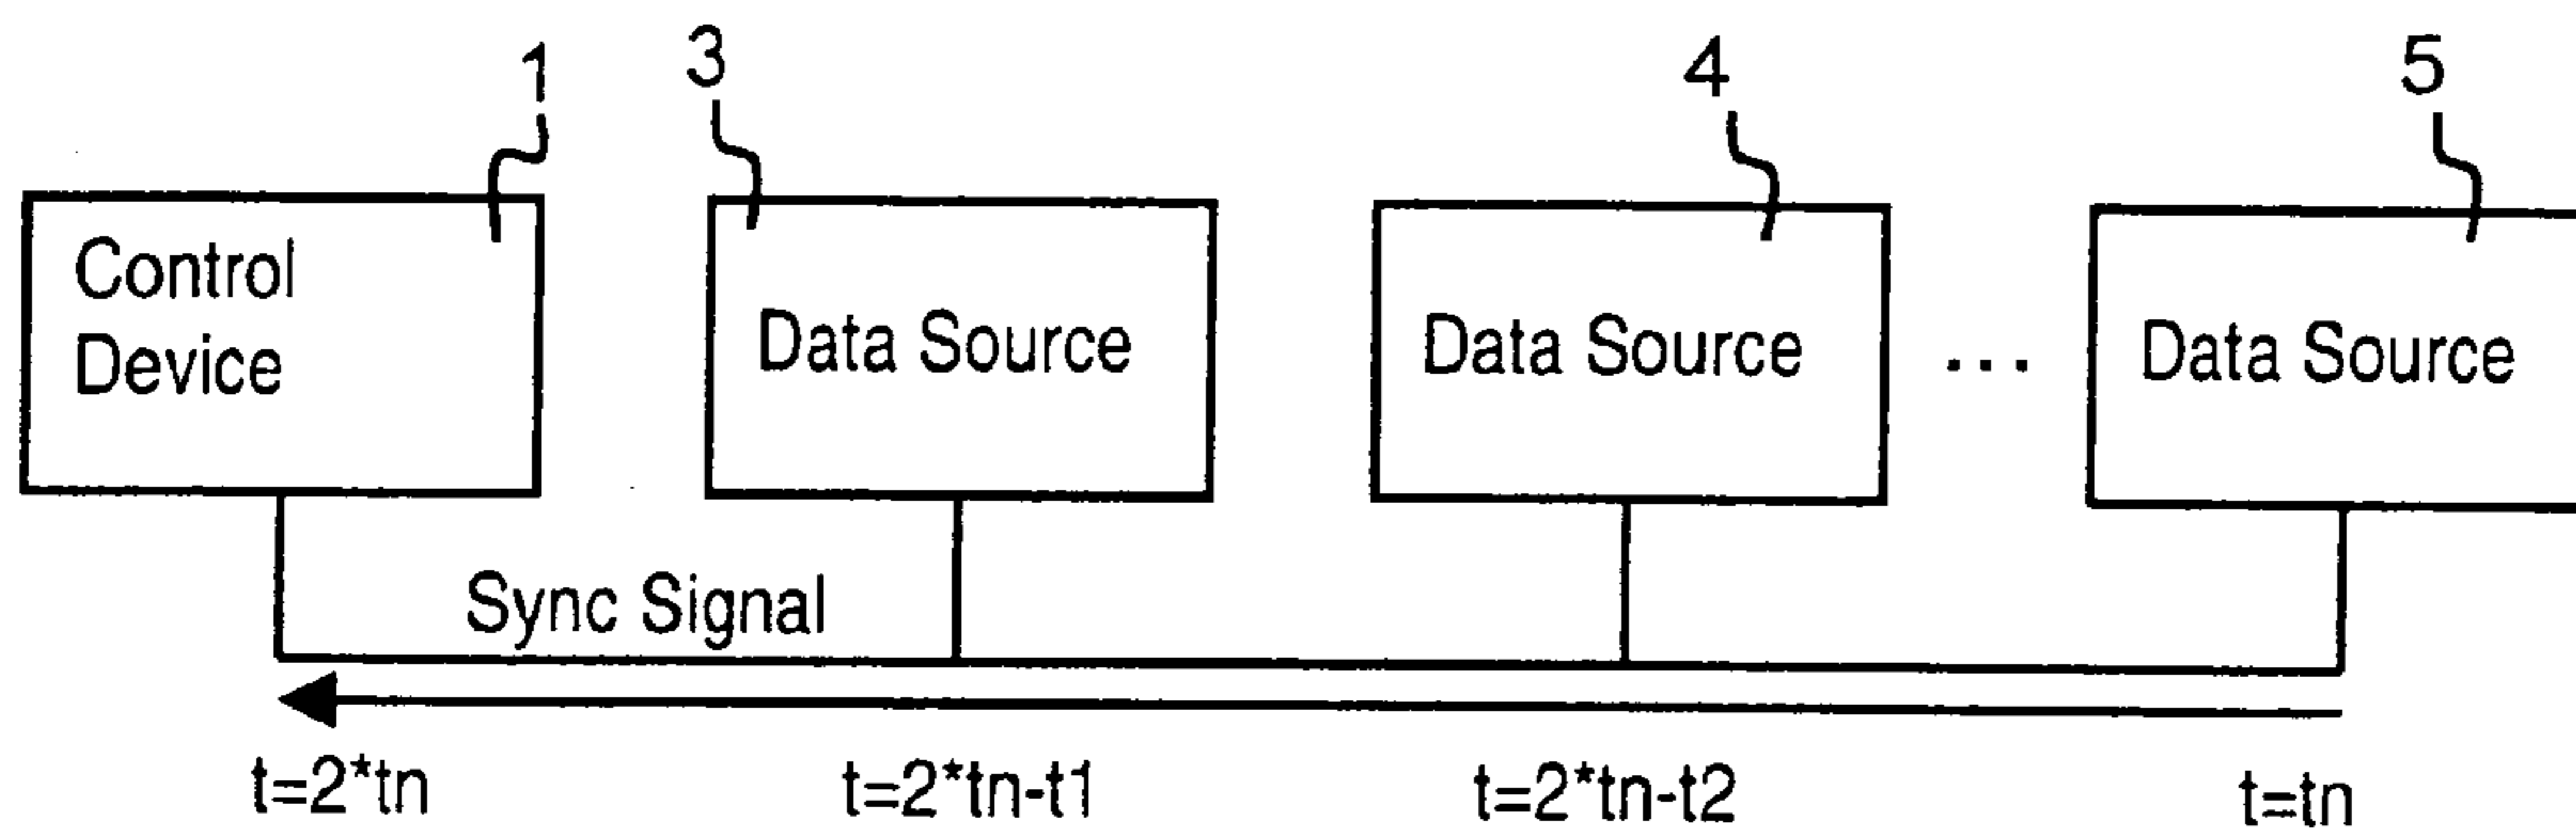 1
3
4
5
Control
Device
Data Source
Data Source
...
Data Source
Sync Signal
t=2*tn
t=2*tn-t1
t=2*tn-t2
t=tn